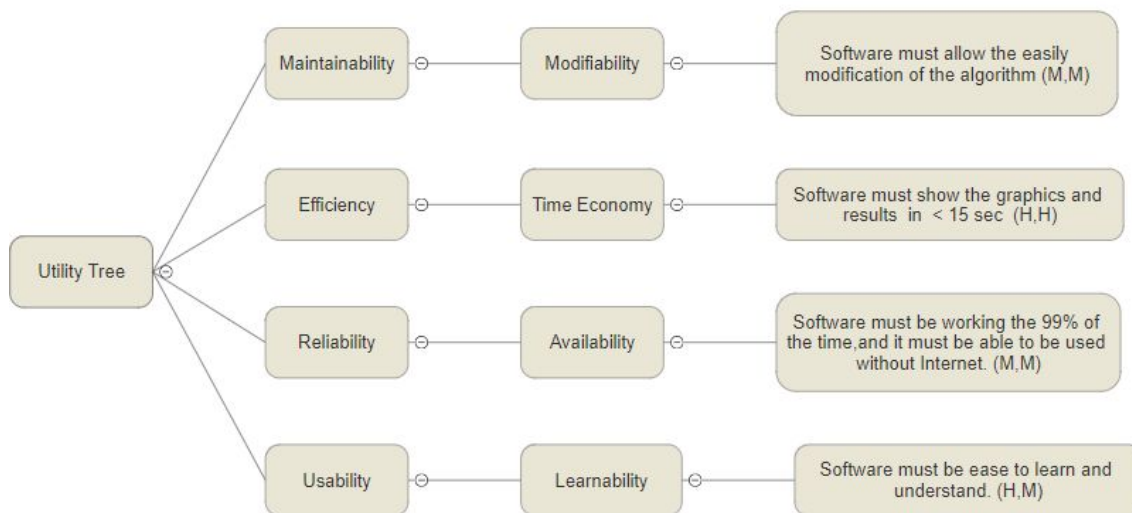 Maintainability
Modifiability
Software must allow the easily
modification of the algorithm (M,M)
Efficiency
Time Economy
Software must show the graphics and
results in < 15 sec (H,H)
Utility Tree
Reliability
Availability
Software must be working the 99% of
the time,and it must be able to be used
without Internet. (M,M)
Usability
Learnability
Software must be ease to learn and
understand. (H,M)